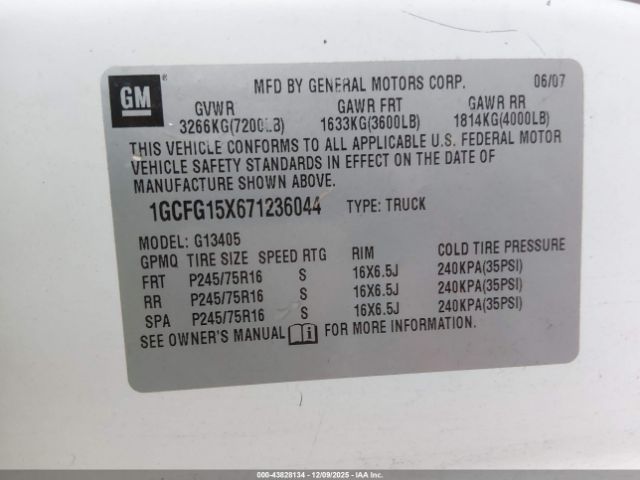 GM ®
MFD BY GENERAL MOTORS CORP. 06/07
GVWR GAWR FRT GAWR RR
3266KG(7200LB) 1633KG(3600LB) 1814KG(4000LB)
THIS VEHICLE CONFORMS TO ALL APPLICABLE U.S. FEDERAL MOTOR
VEHICLE SAFETY STANDARDS IN EFFECT ON THE DATE OF
MANUFACTURE SHOWN ABOVE.
1GCFG15X671236044 TYPE: TRUCK
MODEL: G13405
GPMQ TIRE SIZE SPEED RTG RIM COLD TIRE PRESSURE
FRT P245/75R16 S 16X6.5J 240KPA(35PSI)
RR P245/75R16 S 16X6.5J 240KPA(35PSI)
SPA P245/75R16 S 16X6.5J 240KPA(35PSI)
SEE OWNER'S MANUAL i FOR MORE INFORMATION.
000-43828134 - 12/09/2025 - IAAI.com